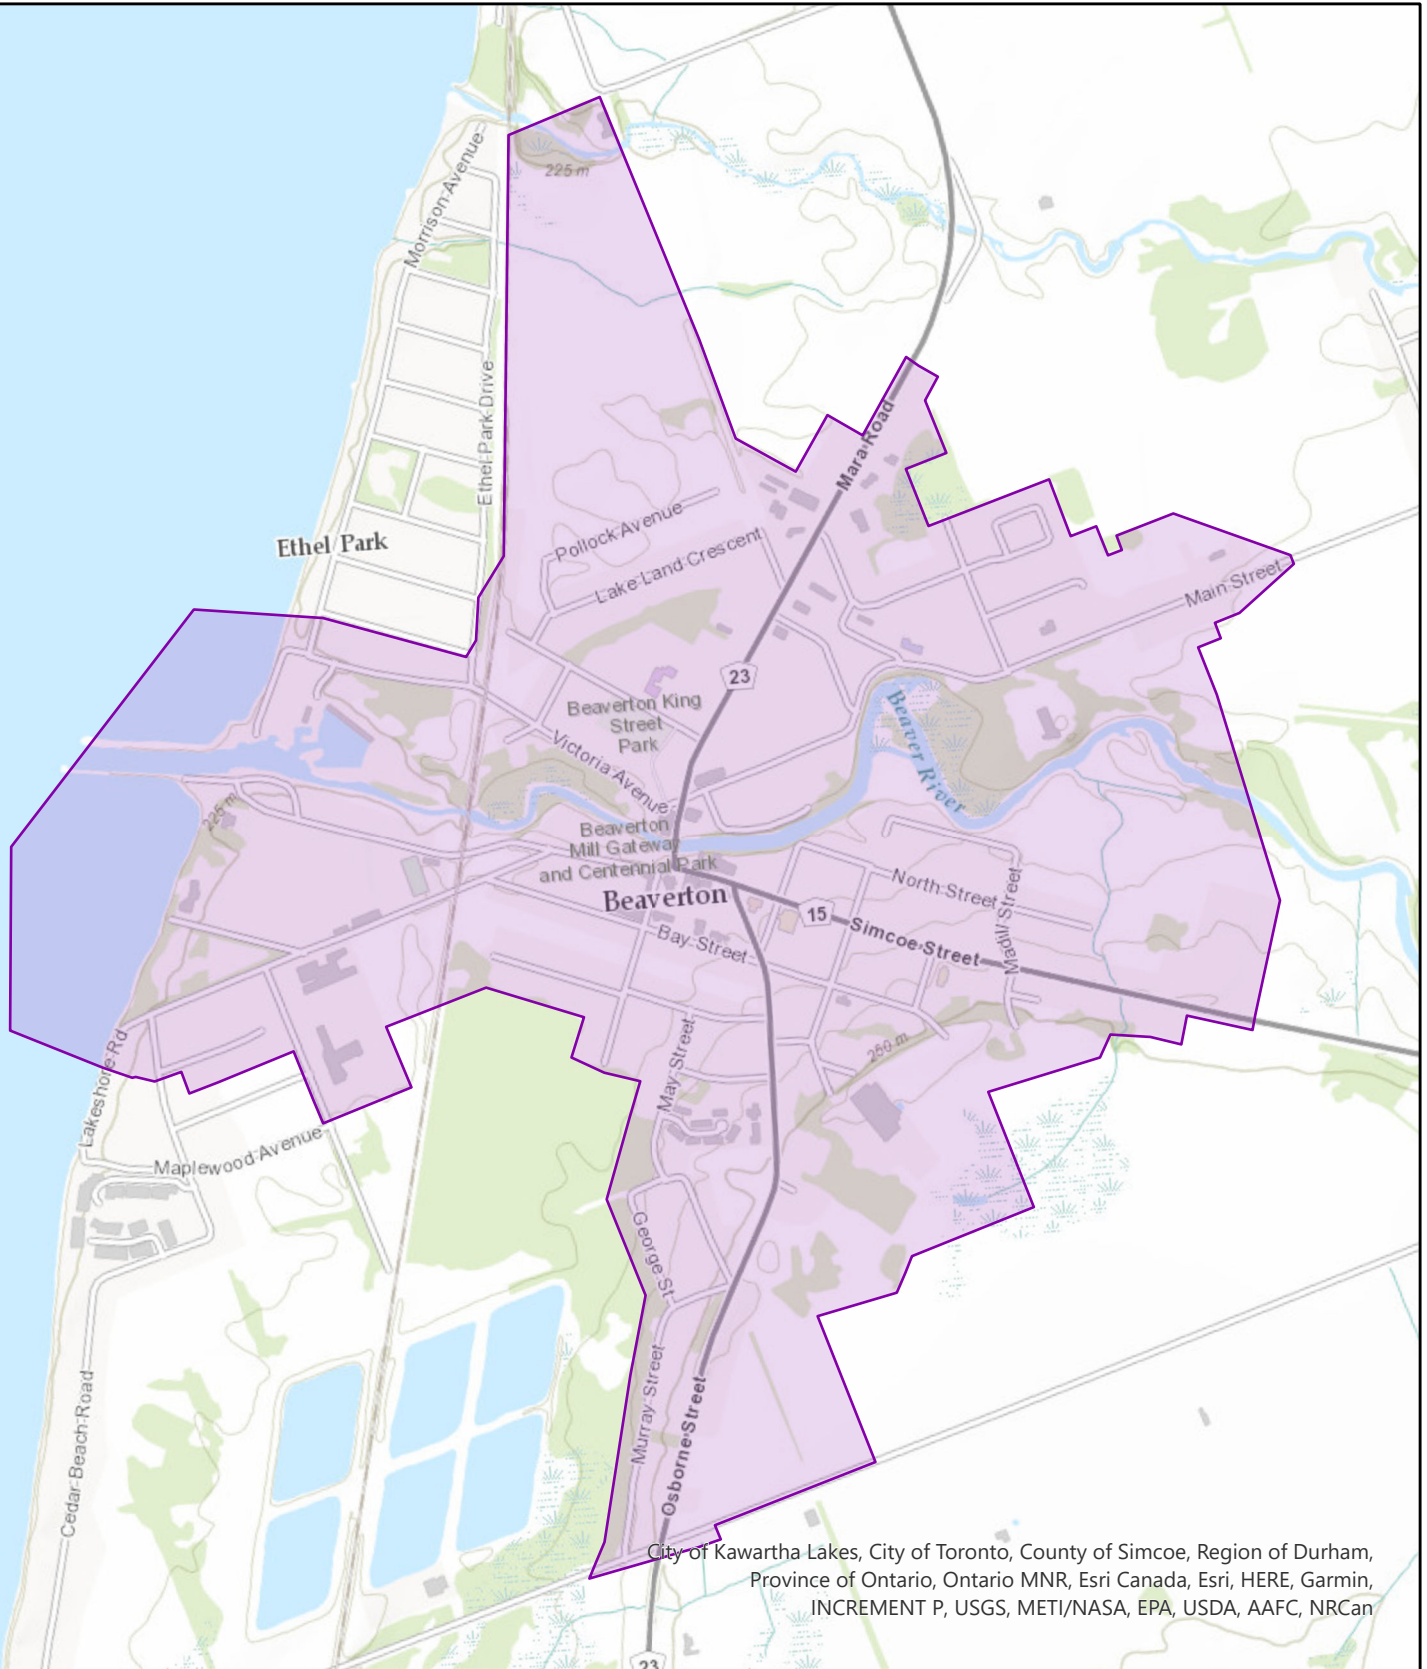 Morrison Avenue
225 m
Ethel Park Drive
Mara Road
Ethel Park
Pollock Avenue
Lake Land Crescent
Main Street
23
Beaverton King
Street
Park
Victoria Avenue
Beaver River
225 m
Beaverton
Mill Gateway
and Centennial Park
Beaverton
North Street
15
Simcoe Street
Madill Street
Bay Street
May Street
250 m
Lakeshore Rd
Maplewood Avenue
George St
Murray Street
Osborne Street
Cedar Beach Road
City of Kawartha Lakes, City of Toronto, County of Simcoe, Region of Durham,
Province of Ontario, Ontario MNR, Esri Canada, Esri, HERE, Garmin,
INCREMENT P, USGS, METI/NASA, EPA, USDA, AAFC, NRCan
23